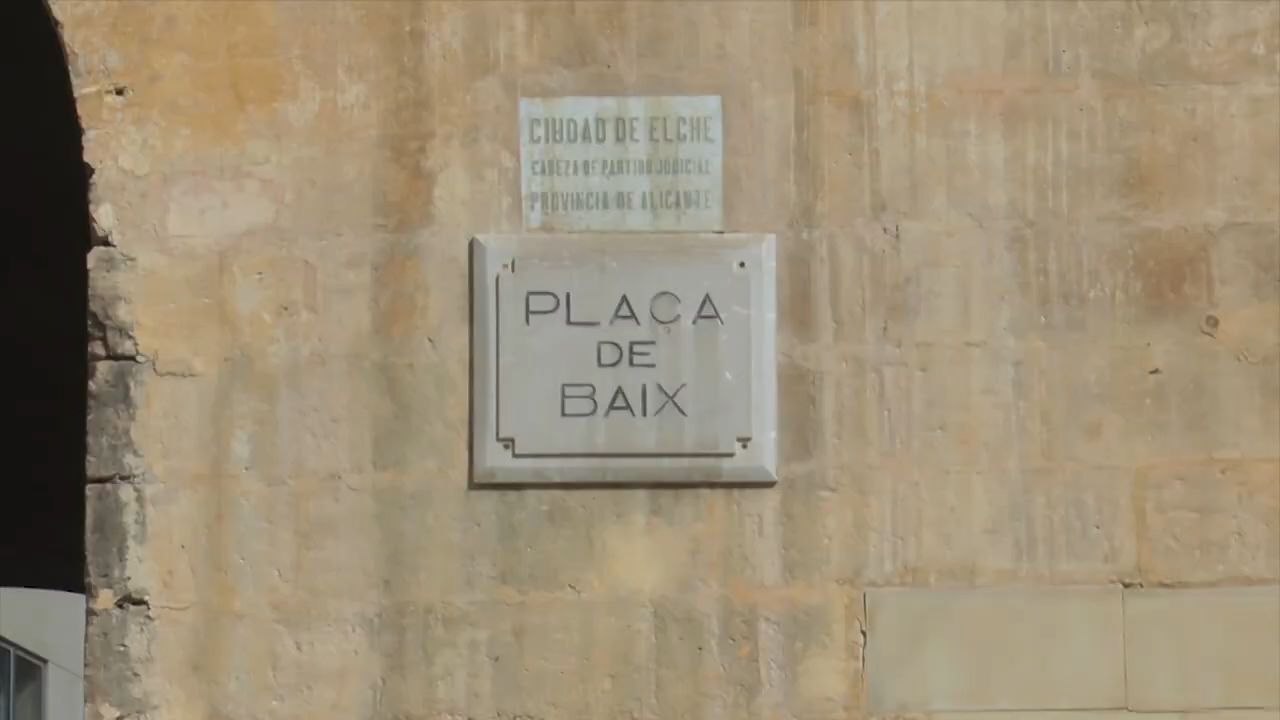 CIUDAD DE ELCHE
CABEZA DE PARTIDO JUDICIAL
PROVINCIA DE ALICANTE
PLAÇA
DE
BAIX